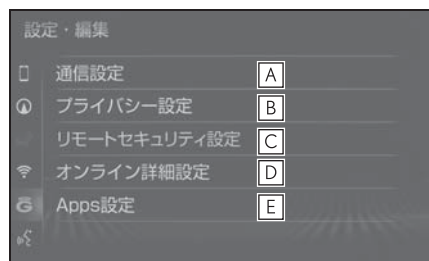 設定・編集
通信設定 A
プライバシー設定 B
リモートセキュリティ設定 C
オンライン詳細設定 D
Apps設定 E
G